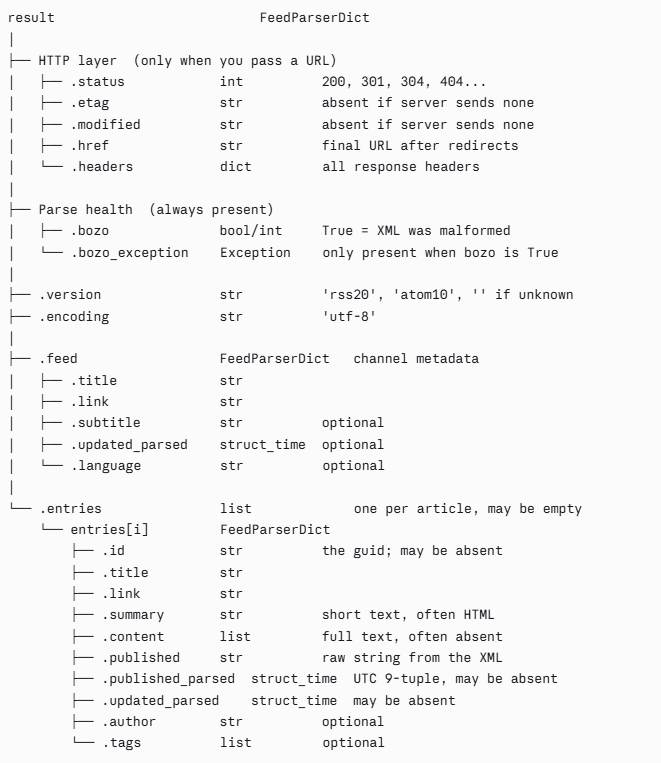 result                          FeedParserDict
│
├── HTTP layer  (only when you pass a URL)
│   ├── .status            int          200, 301, 304, 404...
│   ├── .etag              str          absent if server sends none
│   ├── .modified          str          absent if server sends none
│   ├── .href              str          final URL after redirects
│   └── .headers           dict         all response headers
│
├── Parse health  (always present)
│   ├── .bozo              bool/int     True = XML was malformed
│   └── .bozo_exception    Exception    only present when bozo is True
│
├── .version               str          'rss20', 'atom10', '' if unknown
├── .encoding              str          'utf-8'
│
├── .feed                  FeedParserDict   channel metadata
│   ├── .title             str
│   ├── .link              str
│   ├── .subtitle          str          optional
│   ├── .updated_parsed    struct_time  optional
│   └── .language          str          optional
│
└── .entries               list             one per article, may be empty
    └── entries[i]         FeedParserDict
        ├── .id            str          the guid; may be absent
        ├── .title         str
        ├── .link          str
        ├── .summary       str          short text, often HTML
        ├── .content       list         full text, often absent
        ├── .published     str          raw string from the XML
        ├── .published_parsed  struct_time  UTC 9-tuple, may be absent
        ├── .updated_parsed    struct_time  may be absent
        ├── .author        str          optional
        └── .tags          list         optional